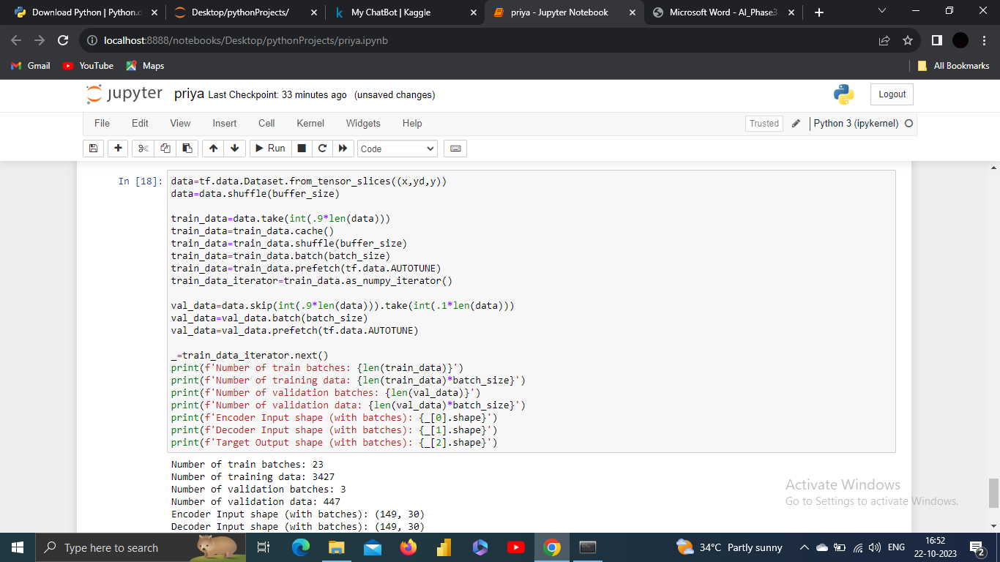 Download Python | Python.o
Desktop/pythonProjects/
My ChatBot | Kaggle
priya - Jupyter Notebook
Microsoft Word - AI_Phase3
localhost:8888/notebooks/Desktop/pythonProjects/priya.ipynb
Gmail YouTube Maps All Bookmarks
jupyter priya Last Checkpoint: 33 minutes ago (unsaved changes) Logout
File Edit View Insert Cell Kernel Widgets Help Trusted Python 3 (ipykernel)
Run Code
In [18]: data=tf.data.Dataset.from_tensor_slices((x,yd,y))
data=data.shuffle(buffer_size)
train_data=data.take(int(.9*len(data)))
train_data=train_data.cache()
train_data=train_data.shuffle(buffer_size)
train_data=train_data.batch(batch_size)
train_data=train_data.prefetch(tf.data.AUTOTUNE)
train_data_iterator=train_data.as_numpy_iterator()
val_data=data.skip(int(.9*len(data))).take(int(.1*len(data)))
val_data=val_data.batch(batch_size)
val_data=val_data.prefetch(tf.data.AUTOTUNE)
_=train_data_iterator.next()
print(f'Number of train batches: {len(train_data)}')
print(f'Number of training data: {len(train_data)*batch_size}')
print(f'Number of validation batches: {len(val_data)}')
print(f'Number of validation data: {len(val_data)*batch_size}')
print(f'Encoder Input shape (with batches): {_[0].shape}')
print(f'Decoder Input shape (with batches): {_[1].shape}')
print(f'Target Output shape (with batches): {_[2].shape}')
Number of train batches: 23
Number of training data: 3427
Number of validation batches: 3
Number of validation data: 447
Encoder Input shape (with batches): (149, 30)
Decoder Input shape (with batches): (149, 30)
Activate Windows
Go to Settings to activate Windows.
Type here to search
34°C Partly sunny
ENG
16:52
22-10-2023
2